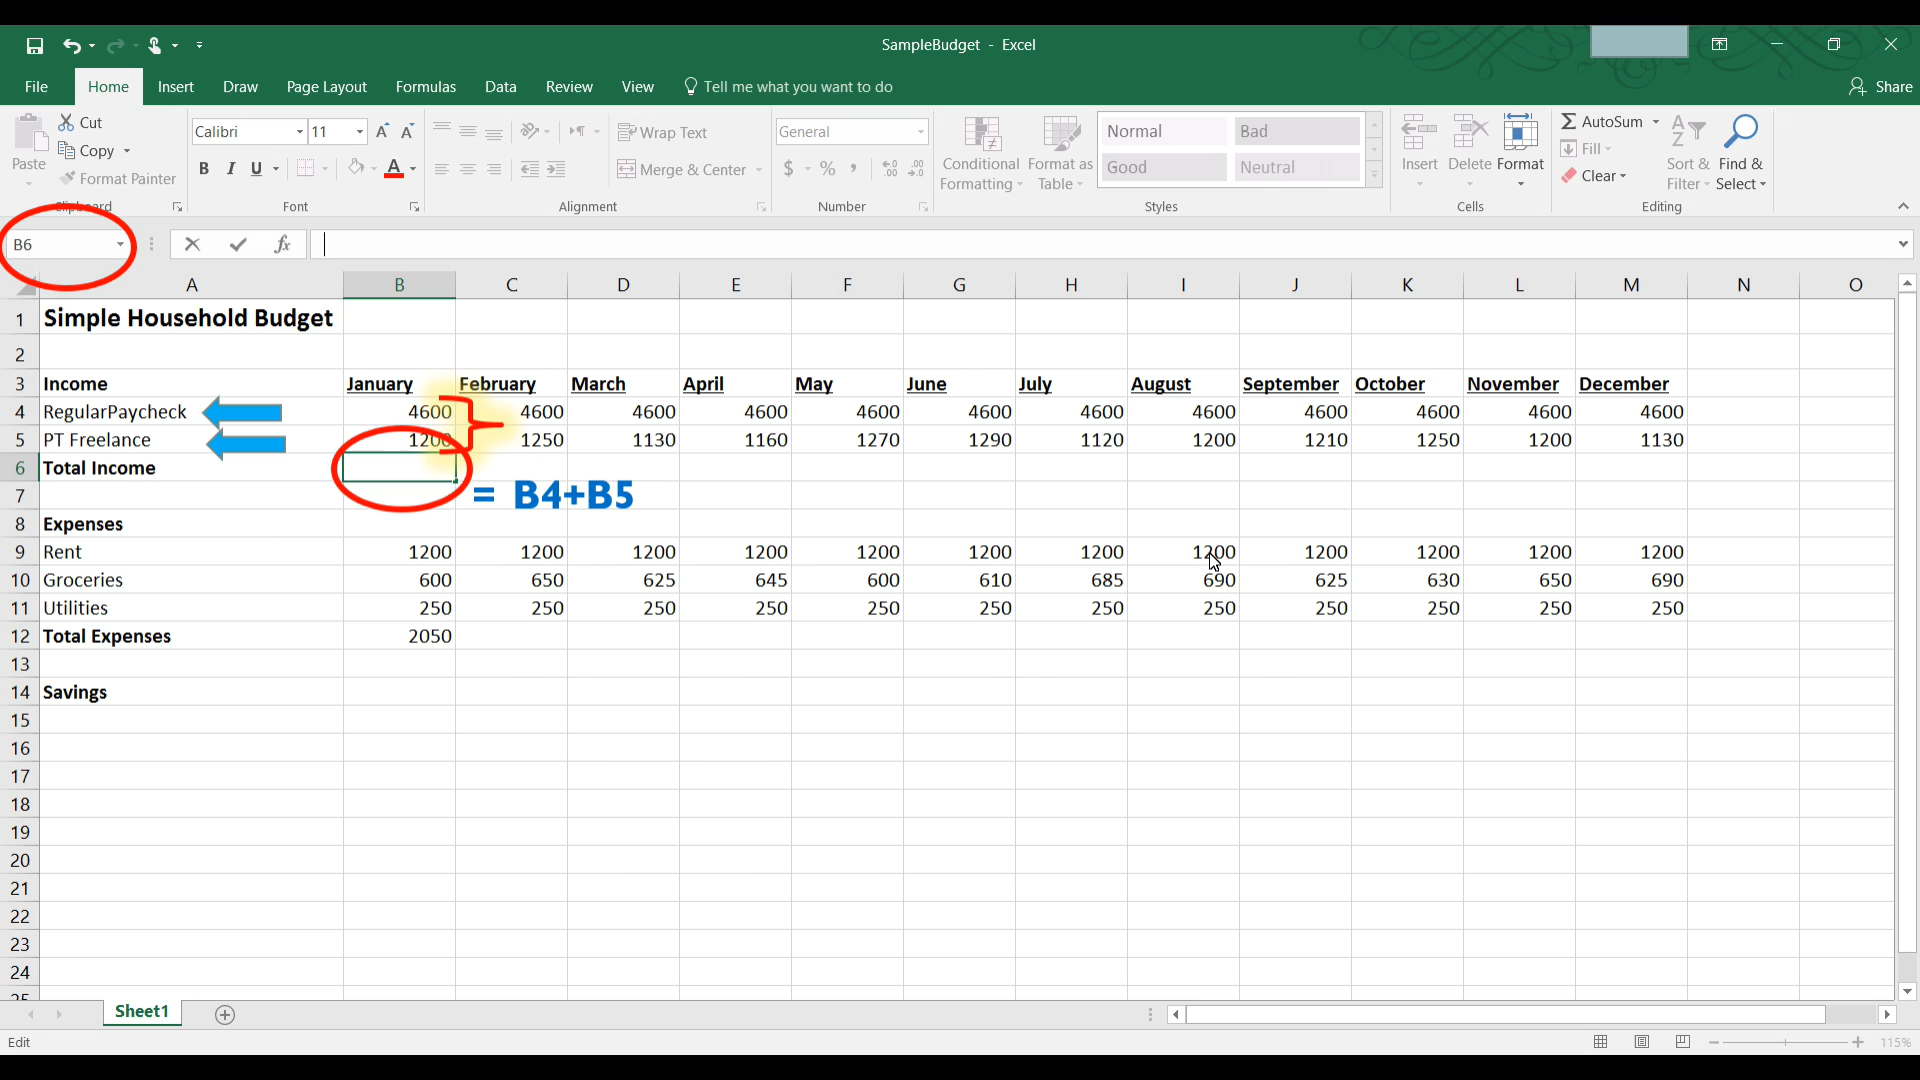 SampleBudget - Excel
File Home Insert Draw Page Layout Formulas Data Review View Tell me what you want to do Share
Paste Cut Copy Format Painter Clipboard
Calibri 11 B I U A Font
Wrap Text Merge & Center Alignment
General $ % , Number
Conditional Formatting Format as Table Normal Bad Good Neutral Styles
Insert Delete Format Cells
AutoSum Fill Clear Sort & Filter Find & Select Editing
B6 fx
A B C D E F G H I J K L M N O
1 Simple Household Budget
2
3 Income January February March April May June July August September October November December
4 RegularPaycheck 4600 4600 4600 4600 4600 4600 4600 4600 4600 4600 4600 4600
5 PT Freelance 1200 1250 1130 1160 1270 1290 1120 1200 1210 1250 1200 1130
6 Total Income
= B4+B5
7
8 Expenses
9 Rent 1200 1200 1200 1200 1200 1200 1200 1200 1200 1200 1200 1200
10 Groceries 600 650 625 645 600 610 685 690 625 630 650 690
11 Utilities 250 250 250 250 250 250 250 250 250 250 250 250
12 Total Expenses 2050
13
14 Savings
15
16
17
18
19
20
21
22
23
24
25
Sheet1
Edit 115%